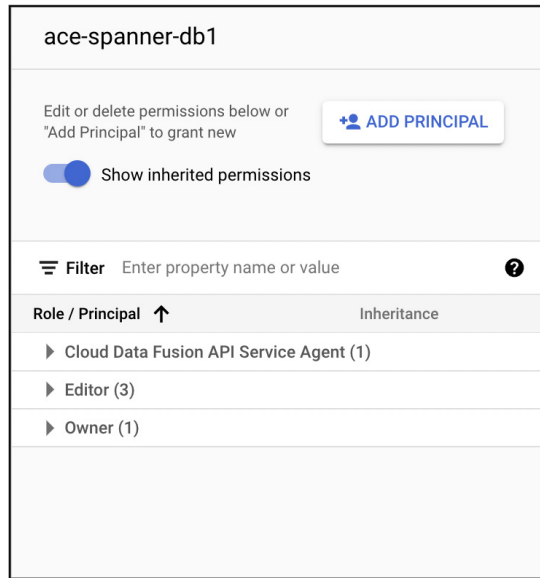 ace-spanner-db1
Edit or delete permissions below or
"Add Principal" to grant new
ADD PRINCIPAL
Show inherited permissions
Filter Enter property name or value
Role / Principal Inheritance
Cloud Data Fusion API Service Agent (1)
Editor (3)
Owner (1)